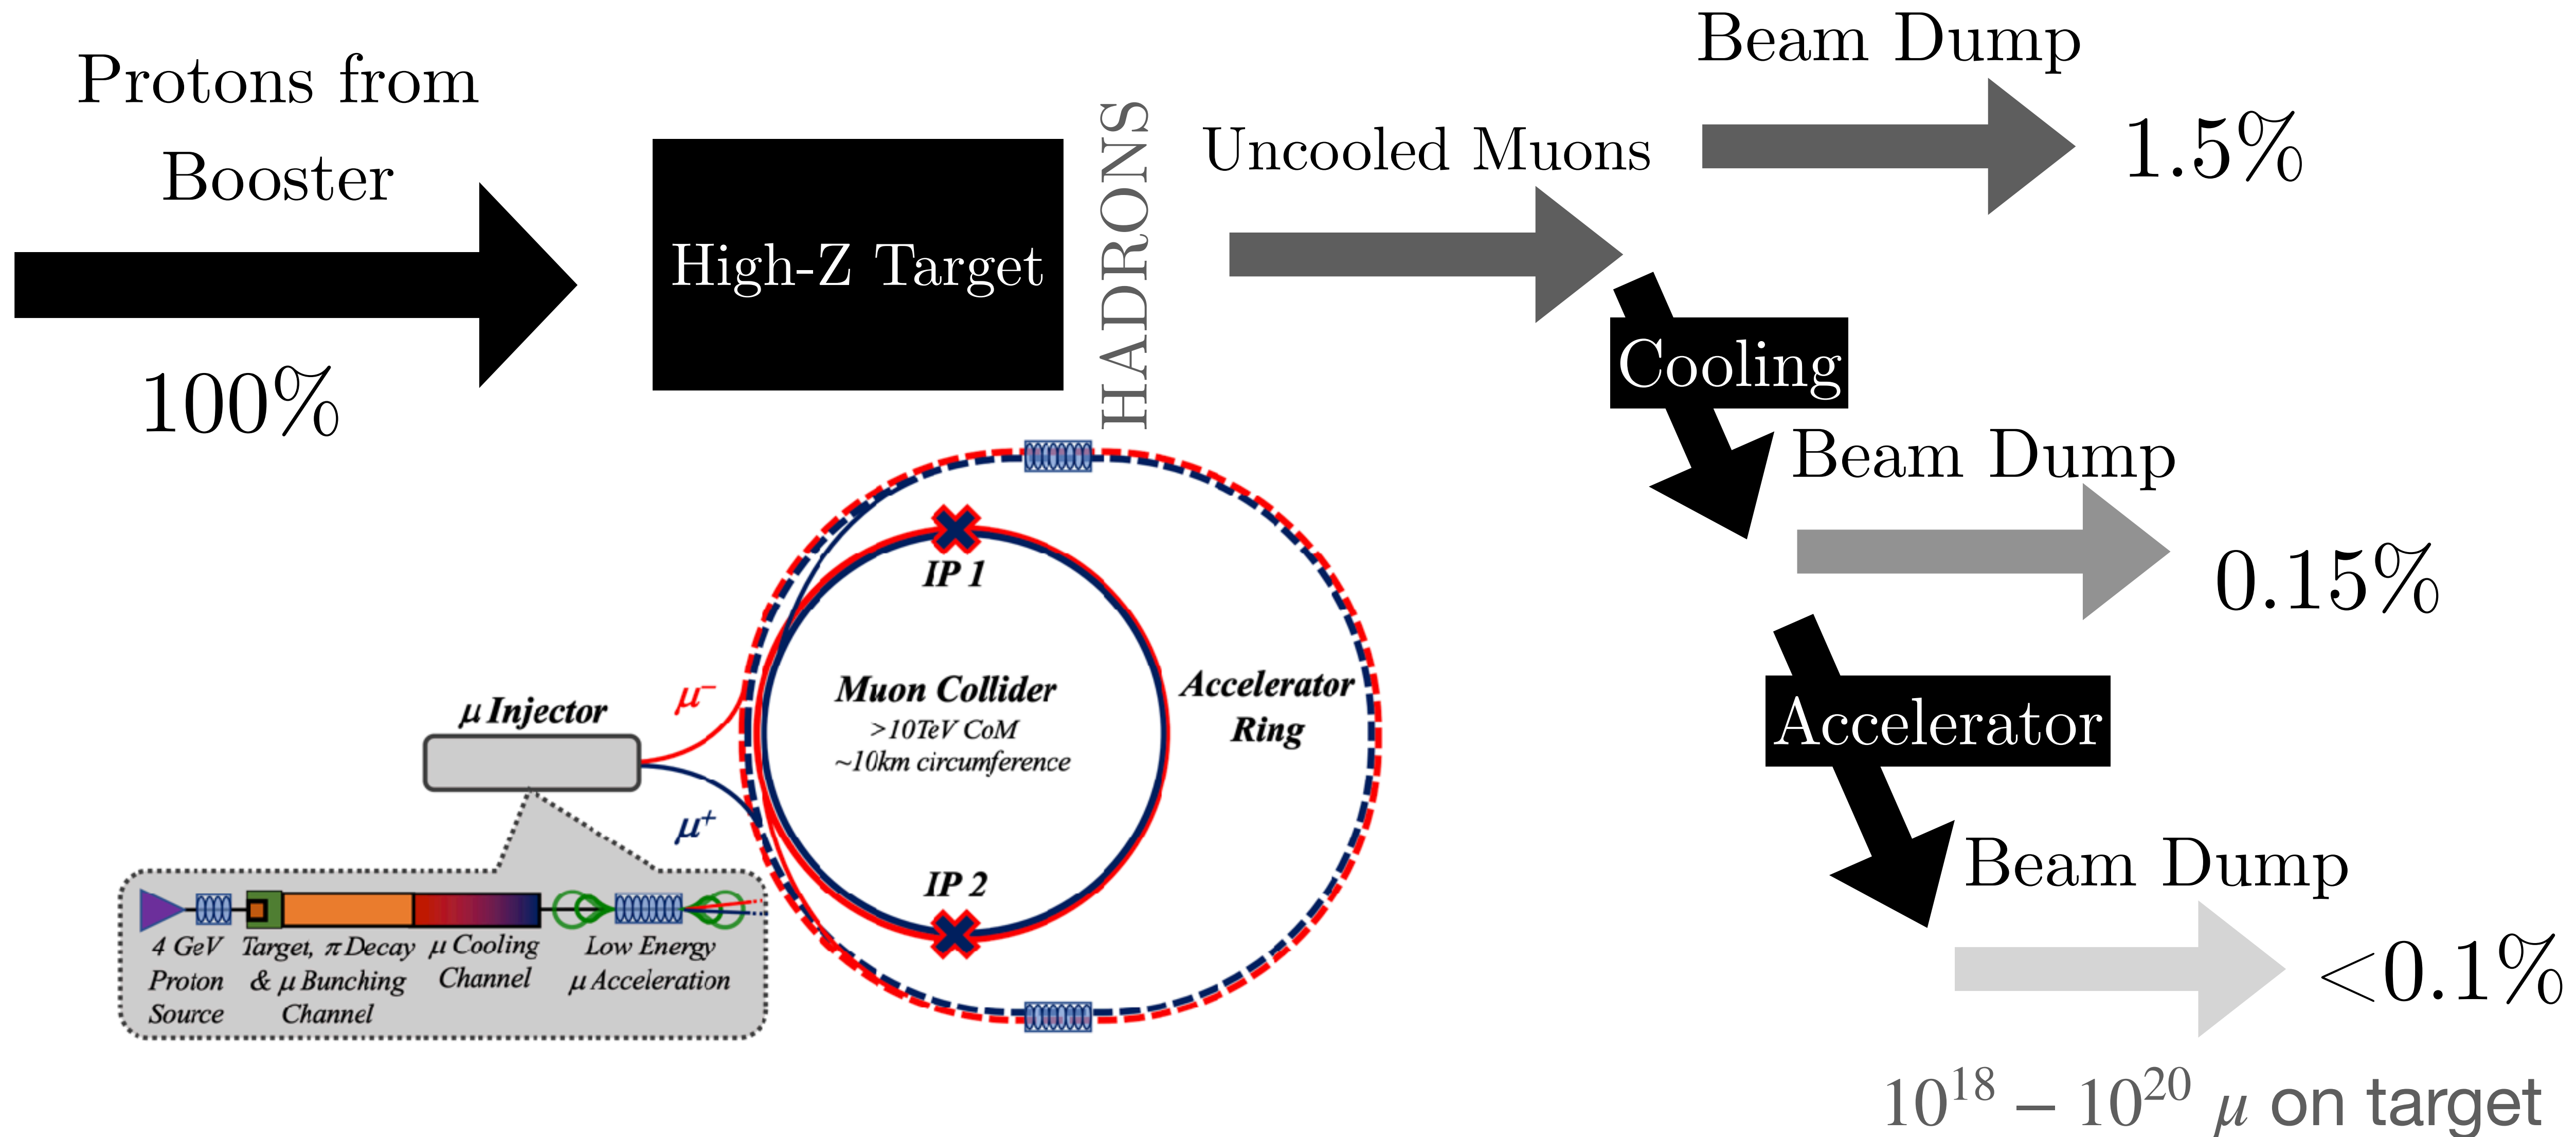 Protons from
Booster
100%
High-Z Target
HADRONS
Uncooled Muons
Beam Dump
1.5%
Cooling
Beam Dump
0.15%
Accelerator
Beam Dump
<0.1%
10^18 – 10^20 μ on target
IP 1
Muon Collider
>10TeV CoM
~10km circumference
IP 2
Accelerator
Ring
μ Injector
μ−
μ+
4 GeV
Proton
Source
Target, π Decay
& μ Bunching
Channel
μ Cooling
Channel
Low Energy
μ Acceleration